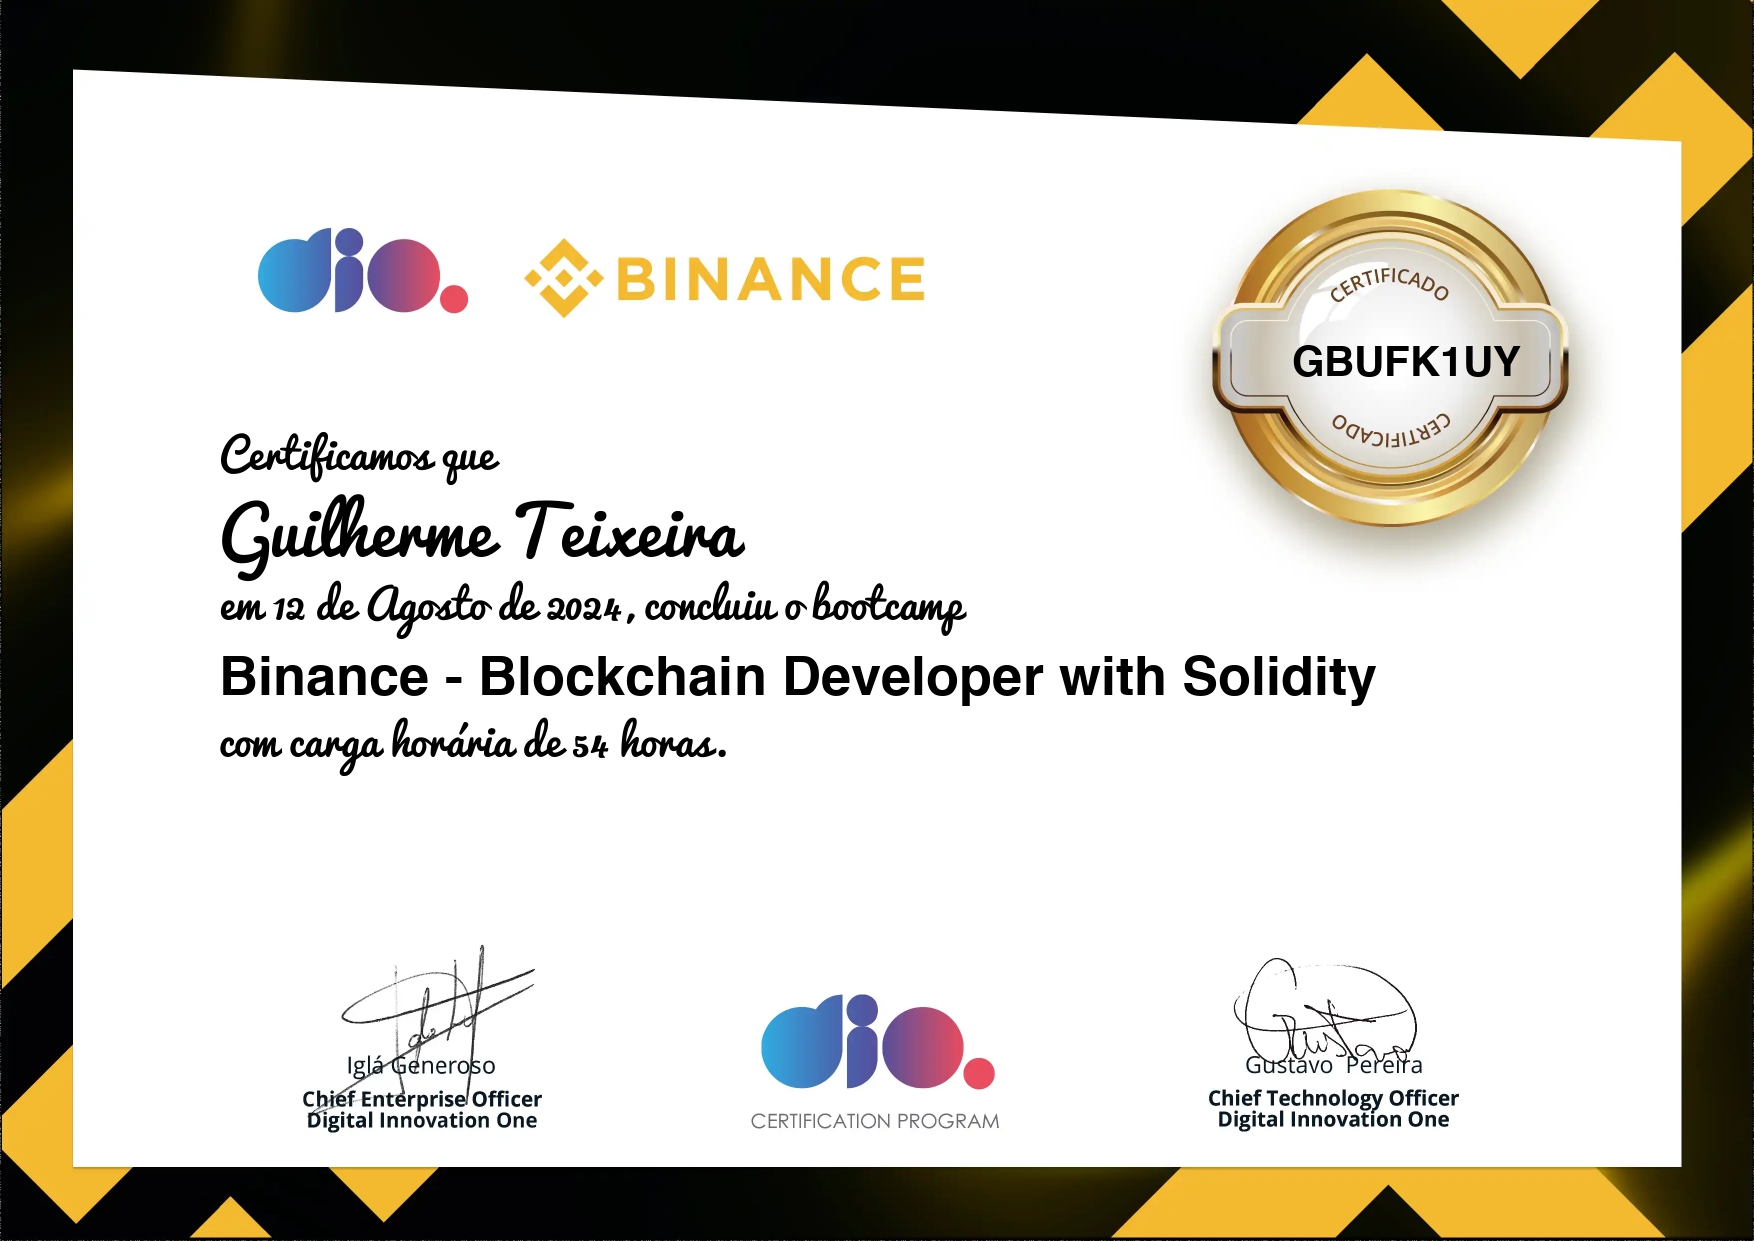 dio. BINANCE
CERTIFICADO
GBUFK1UY
CERTIFICADO
Certificamos que
Guilherme Teixeira
em 12 de Agosto de 2024, concluiu o bootcamp
Binance - Blockchain Developer with Solidity
com carga horária de 54 horas.
Iglá Generoso
Chief Enterprise Officer
Digital Innovation One
dio.
CERTIFICATION PROGRAM
Gustavo
Gustavo Pereira
Chief Technology Officer
Digital Innovation One